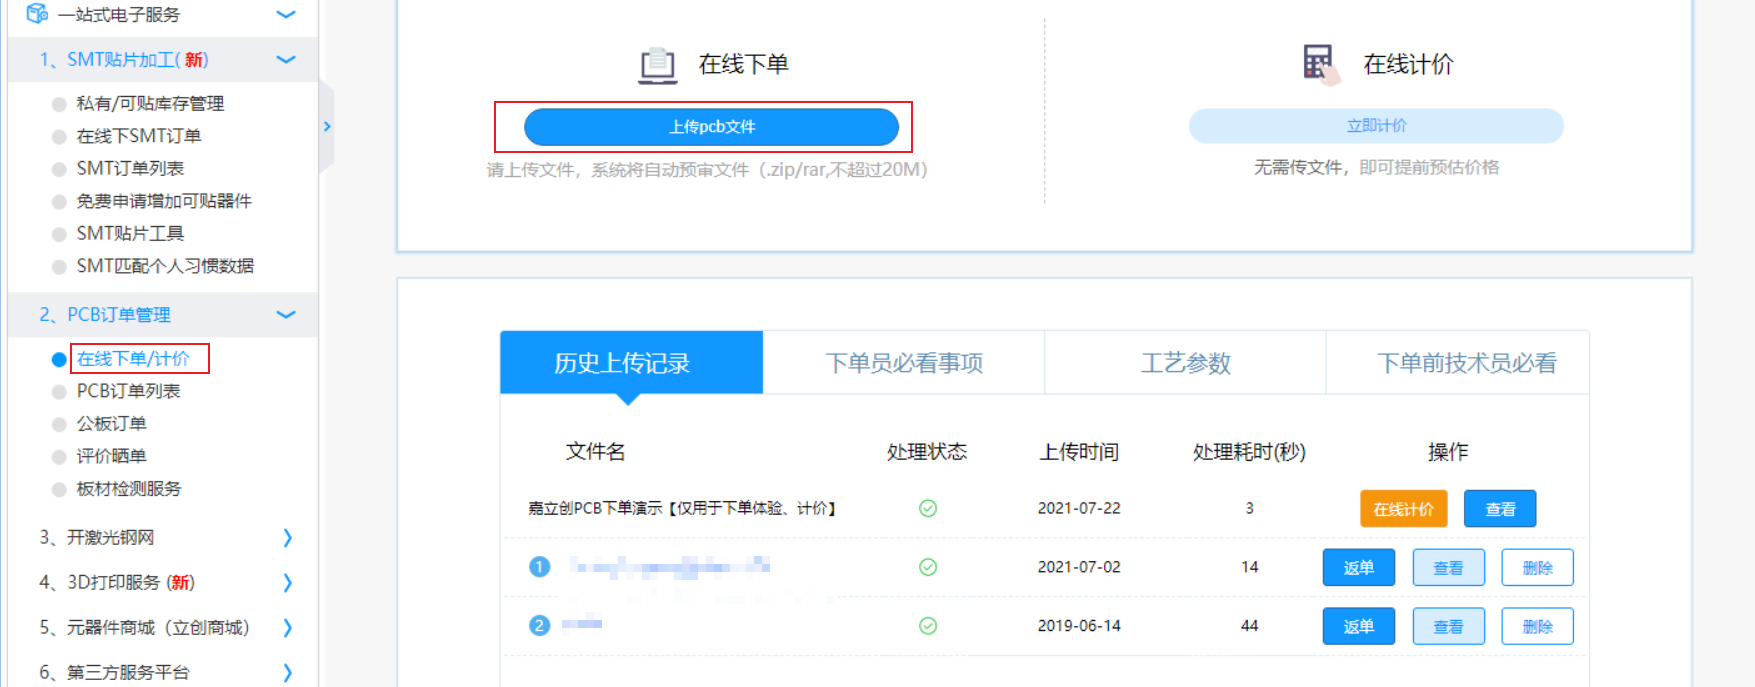 一站式电子服务
1、SMT贴片加工(新)
私有/可贴库存管理
在线下SMT订单
SMT订单列表
免费申请增加可贴器件
SMT贴片工具
SMT匹配个人习惯数据
2、PCB订单管理
在线下单/计价
PCB订单列表
公板订单
评价晒单
板材检测服务
3、开激光钢网
4、3D打印服务 (新)
5、元器件商城（立创商城）
6、第三方服务平台
在线下单
上传pcb文件
请上传文件，系统将自动预审文件（.zip/rar,不超过20M）
在线计价
立即计价
无需传文件，即可提前预估价格
历史上传记录 下单员必看事项 工艺参数 下单前技术员必看
文件名 处理状态 上传时间 处理耗时(秒) 操作
嘉立创PCB下单演示【仅用于下单体验、计价】 2021-07-22 3 在线计价 查看
1 2021-07-02 14 返单 查看 删除
2 2019-06-14 44 返单 查看 删除